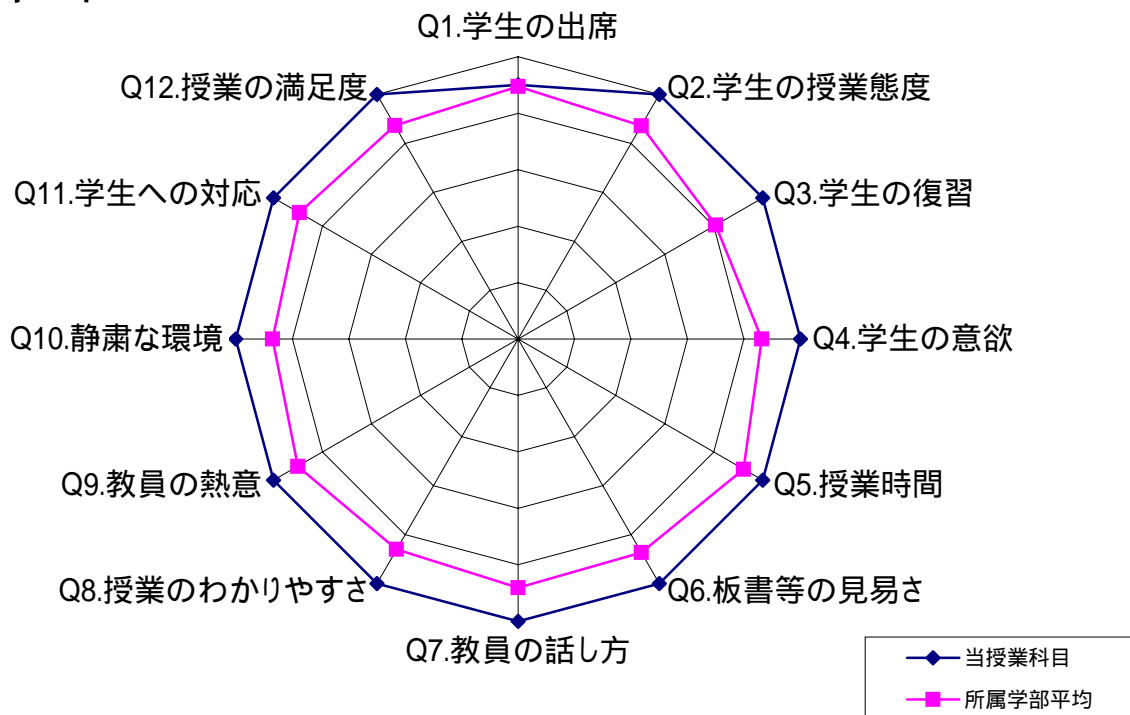 Q1.学生の出席
Q2.学生の授業態度
Q3.学生の復習
Q4.学生の意欲
Q5.授業時間
Q6.板書等の見易さ
Q7.教員の話し方
Q8.授業のわかりやすさ
Q9.教員の熱意
Q10.静粛な環境
Q11.学生への対応
Q12.授業の満足度
当授業科目
所属学部平均